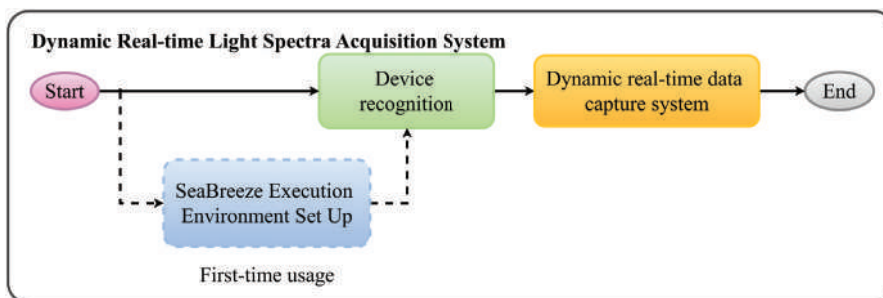 Dynamic Real-time Light Spectra Acquisition System
Start
Device
recognition
Dynamic real-time data
capture system
End
SeaBreeze Execution
Environment Set Up
First-time usage